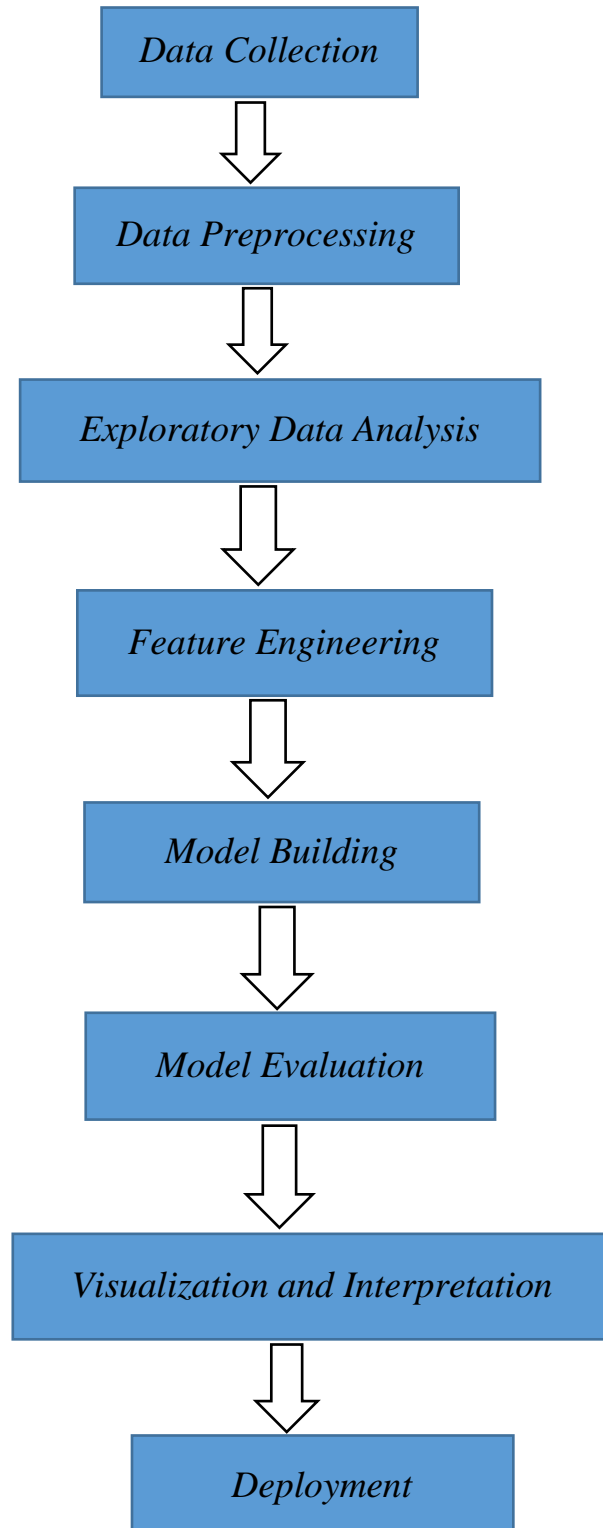 Data Collection
Data Preprocessing
Exploratory Data Analysis
Feature Engineering
Model Building
Model Evaluation
Visualization and Interpretation
Deployment